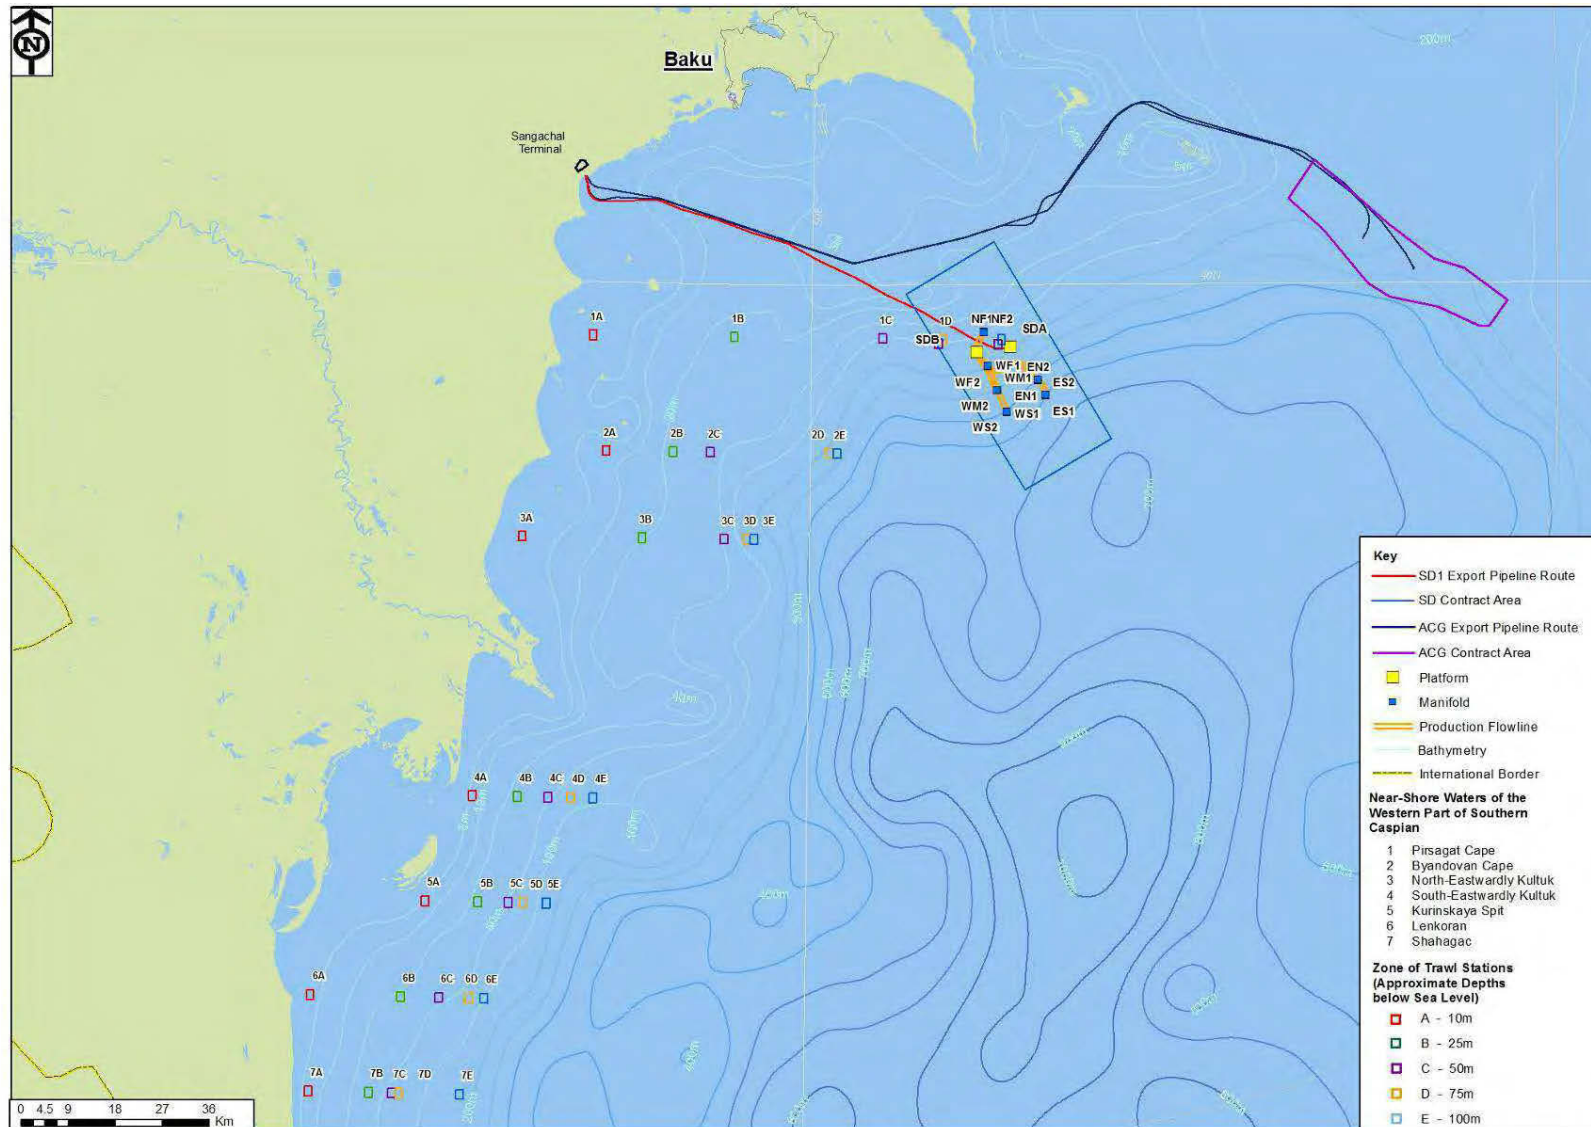 N
Baku
200m
Sangachal
Terminal
1A
1B
1C
1D
NF1NF2
SDA
SDB
WF1
EN2
WF2
WM1
ES2
WM2
EN1
WS1
ES1
WS2
2A
2B
2C
2D
2E
3A
3B
3C
3D
3E
4A
4B
4C
4D
4E
5A
5B
5C
5D
5E
6A
6B
6C
6D
6E
7A
7B
7C
7D
7E
100m
0 4.5 9 18 27 36
Km
Key
SD1 Export Pipeline Route
SD Contract Area
ACG Export Pipeline Route
ACG Contract Area
Platform
Manifold
Production Flowline
Bathymetry
International Border
Near-Shore Waters of the
Western Part of Southern
Caspian
1 Pirsagat Cape
2 Byandovan Cape
3 North-Eastwardly Kultuk
4 South-Eastwardly Kultuk
5 Kurinskaya Spit
6 Lenkoran
7 Shahagac
Zone of Trawl Stations
(Approximate Depths
below Sea Level)
A - 10m
B - 25m
C - 50m
D - 75m
E - 100m